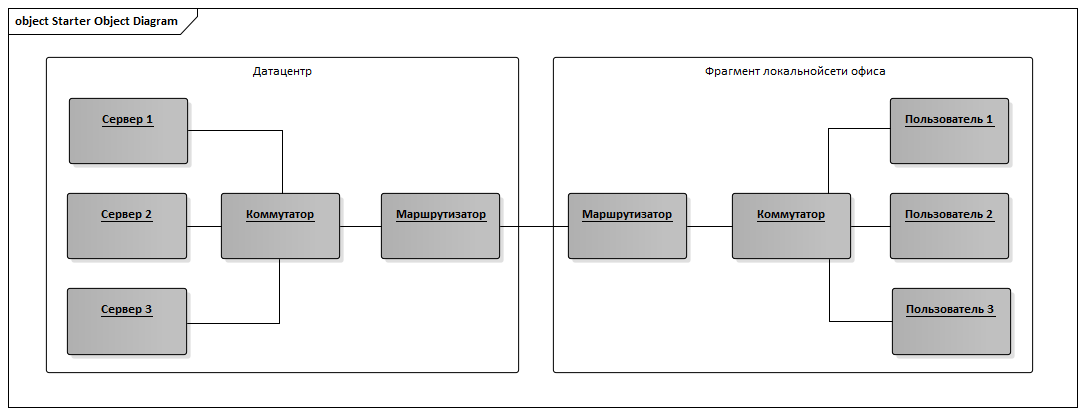 object Starter Object Diagram
Датацентр
Фрагмент локальнойсети офиса
Сервер 1
Пользователь 1
Сервер 2
Коммутатор
Маршрутизатор
Маршрутизатор
Коммутатор
Пользователь 2
Сервер 3
Пользователь 3